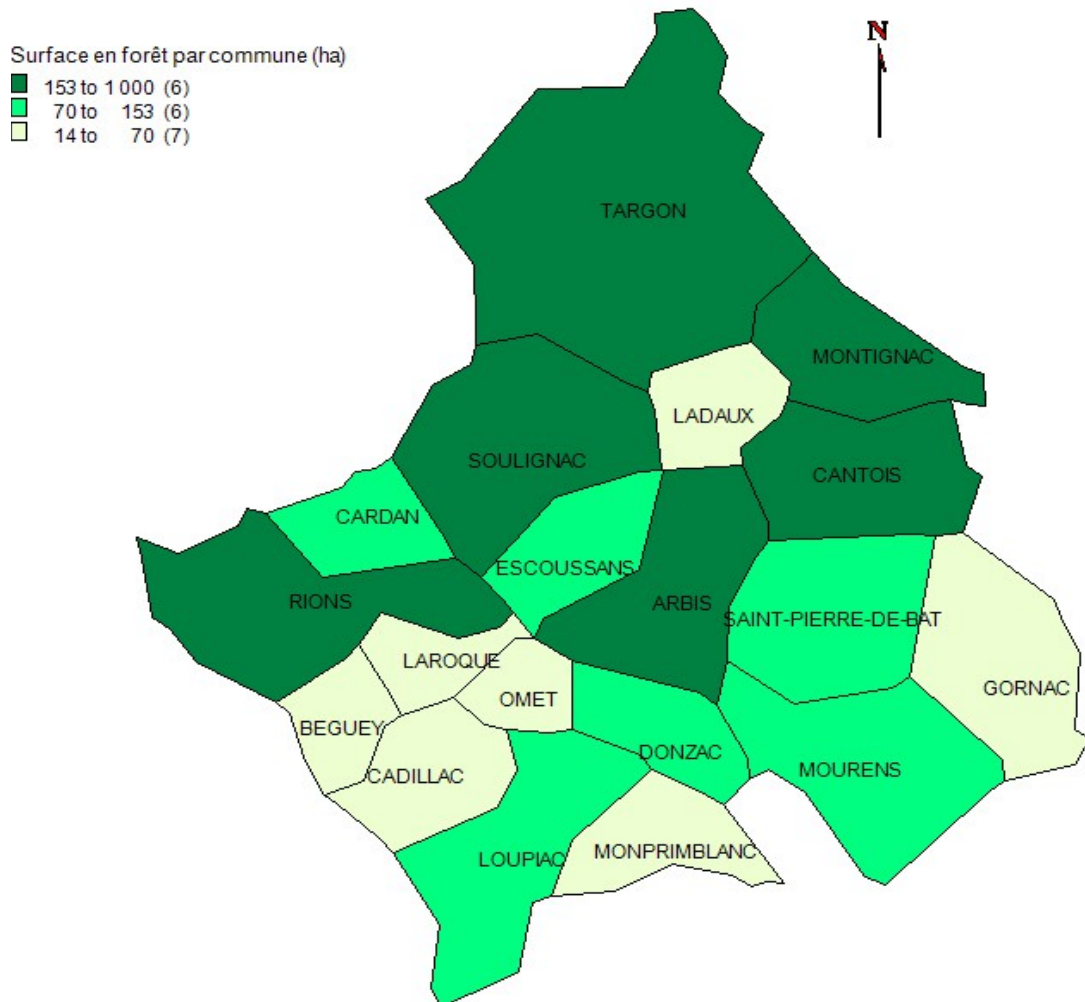 Surface en forêt par commune (ha)
153 to 1 000 (6)
70 to 153 (6)
14 to 70 (7)
N
TARGON
MONTIGNAC
LADAUX
SOULIGNAC
CANTOIS
CARDAN
ESCOUSSANS
RIONS
ARBIS
SAINT-PIERRE-DE-BAT
LAROQUE
GORNAC
OMET
BEGUEY
DONZAC
CADILLAC
MOURENS
LOUPIAC
MONPRIMBLANC